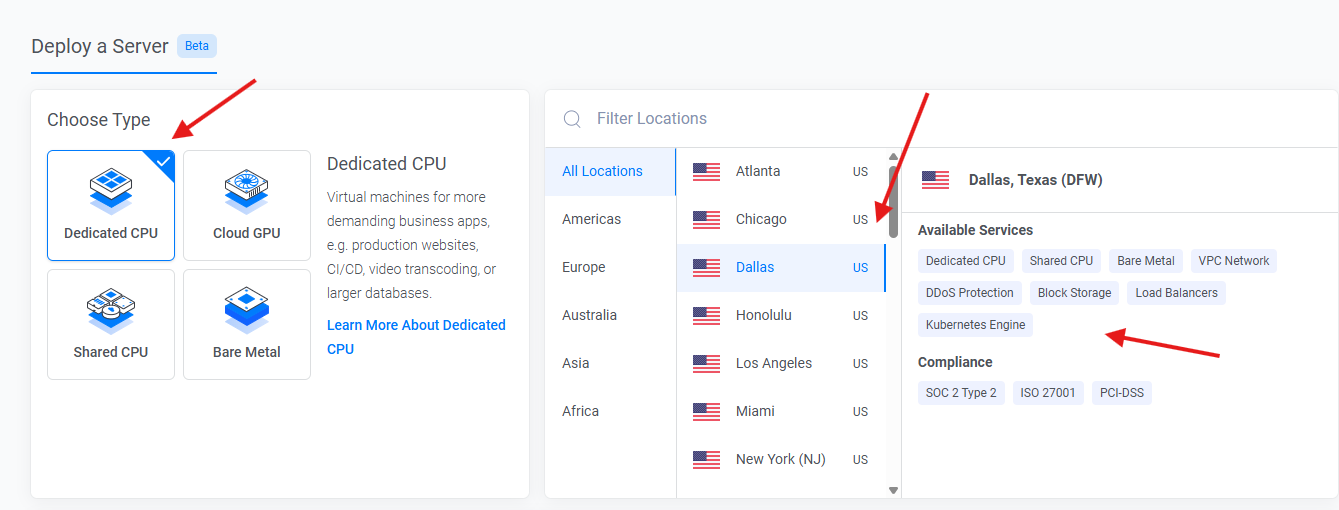 Deploy a Server Beta
Choose Type
Dedicated CPU
Cloud GPU
Shared CPU
Bare Metal
Dedicated CPU
Virtual machines for more
demanding business apps,
e.g. production websites,
CI/CD, video transcoding, or
larger databases.
Learn More About Dedicated
CPU
Filter Locations
All Locations
Americas
Europe
Australia
Asia
Africa
Atlanta US
Chicago US
Dallas US
Honolulu US
Los Angeles US
Miami US
New York (NJ) US
Dallas, Texas (DFW)
Available Services
Dedicated CPU Shared CPU Bare Metal VPC Network
DDoS Protection Block Storage Load Balancers
Kubernetes Engine
Compliance
SOC 2 Type 2 ISO 27001 PCI-DSS